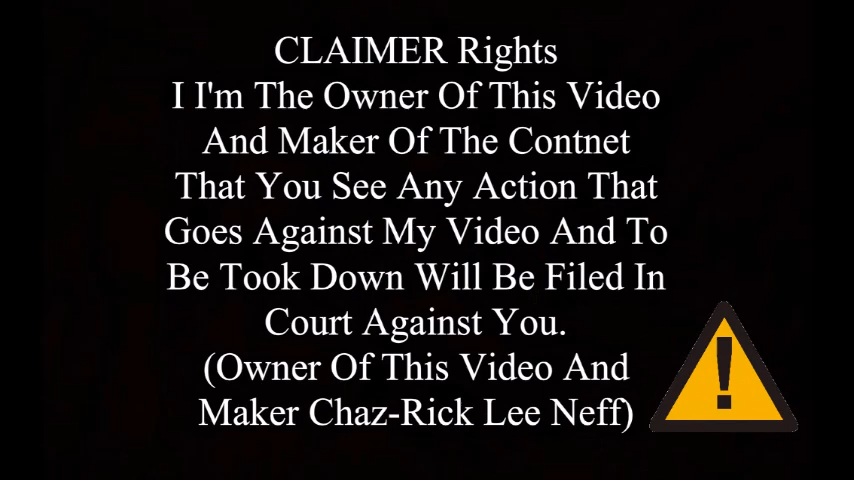 CLAIMER Rights
I I'm The Owner Of This Video
And Maker Of The Contnet
That You See Any Action That
Goes Against My Video And To
Be Took Down Will Be Filed In
Court Against You.
(Owner Of This Video And
Maker Chaz-Rick Lee Neff)